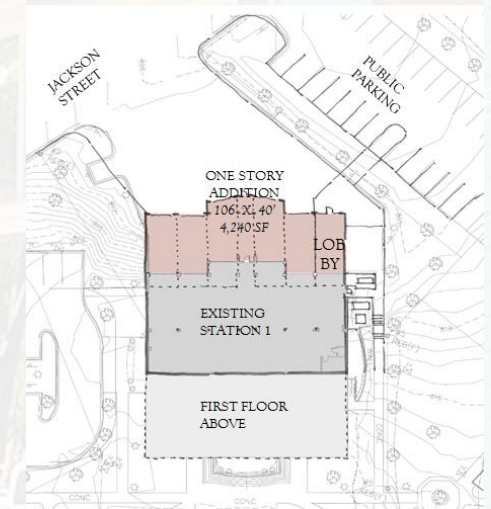 JACKSON
STREET
PUBLIC
PARKING
ONE STORY
ADDITION
106' X 40'
4,240 SF
LOB
BY
EXISTING
STATION 1
FIRST FLOOR
ABOVE
CONC
CONC